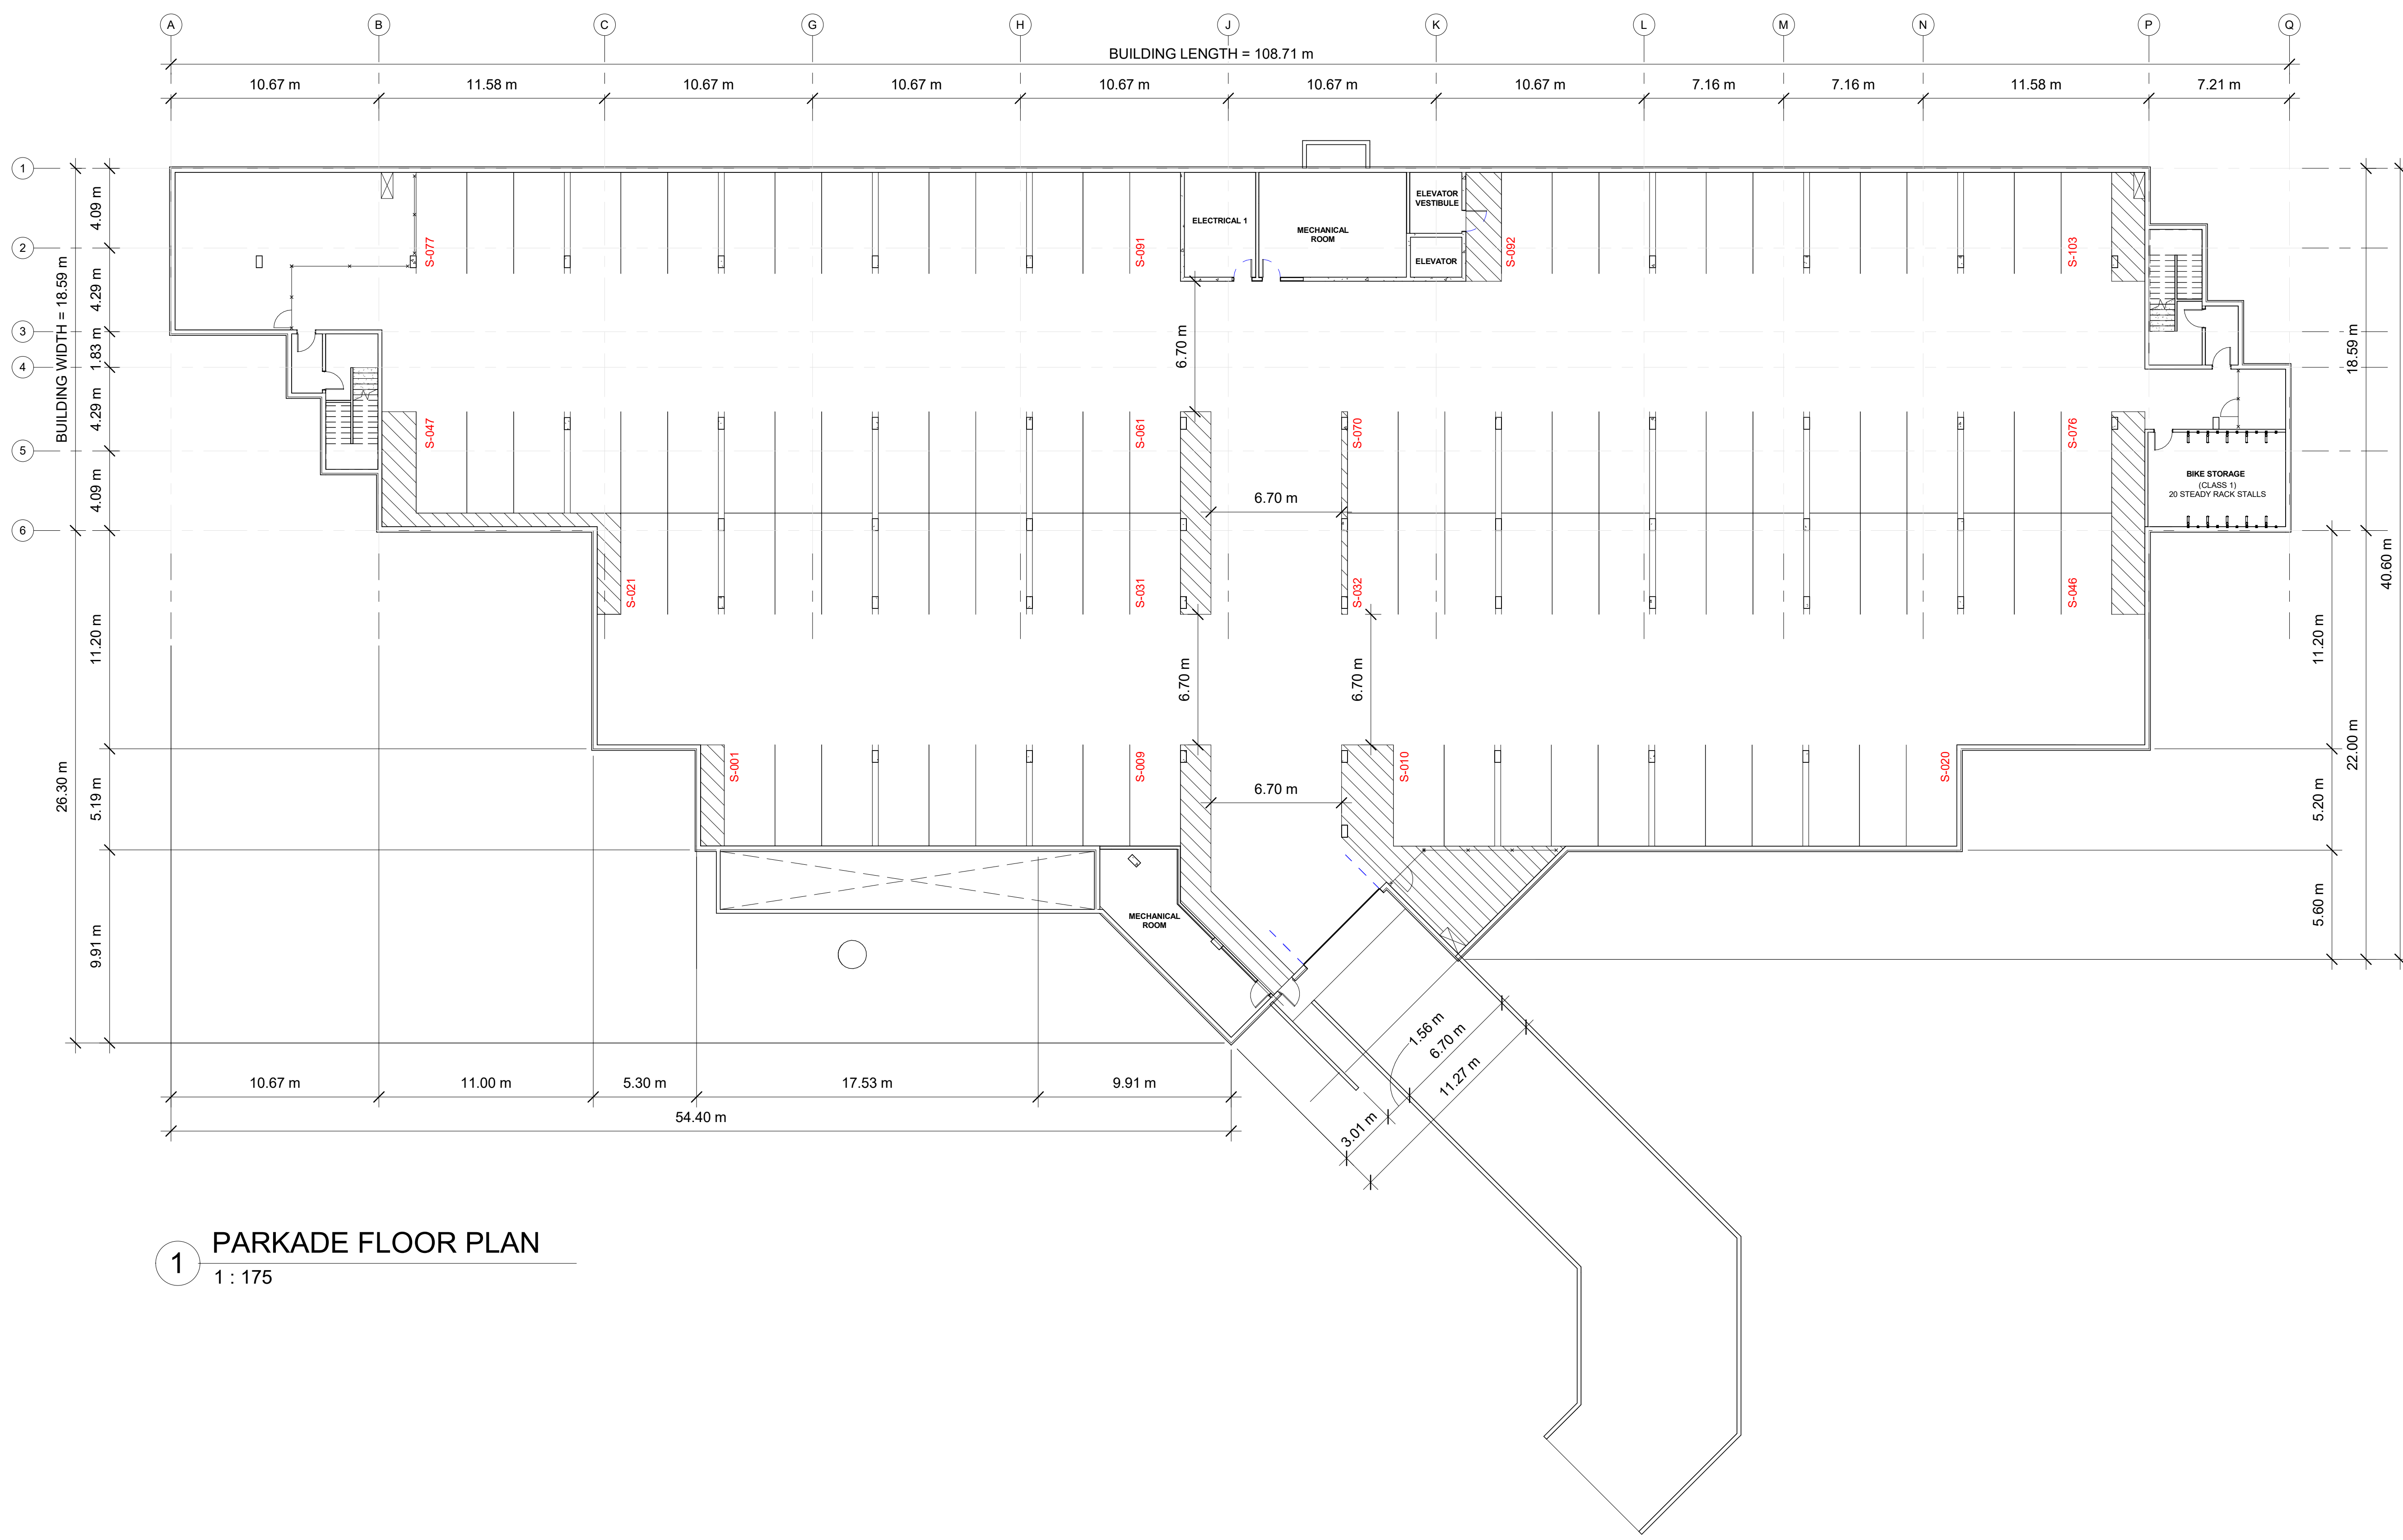 A B C G H J K L M N P Q
BUILDING LENGTH = 108.71 m
10.67 m 11.58 m 10.67 m 10.67 m 10.67 m 10.67 m 10.67 m 7.16 m 7.16 m 11.58 m 7.21 m
1
2
3
4
5
6
BUILDING WIDTH = 18.59 m
26.30 m
4.09 m
4.29 m
1.83 m
4.29 m
4.09 m
11.20 m
5.19 m
9.91 m
S-077
S-091
ELECTRICAL 1
MECHANICAL
ROOM
ELEVATOR
VESTIBULE
ELEVATOR
S-092
S-103
6.70 m
S-047
S-061
S-070
S-076
6.70 m
BIKE STORAGE
(CLASS 1)
20 STEADY RACK STALLS
S-021
S-031
S-032
S-046
6.70 m
6.70 m
S-001
S-009
S-010
S-020
6.70 m
MECHANICAL
ROOM
18.59 m
40.60 m
11.20 m
22.00 m
5.20 m
5.60 m
1.56 m
6.70 m
11.27 m
3.01 m
10.67 m 11.00 m 5.30 m 17.53 m 9.91 m
54.40 m
1 PARKADE FLOOR PLAN
1 : 175